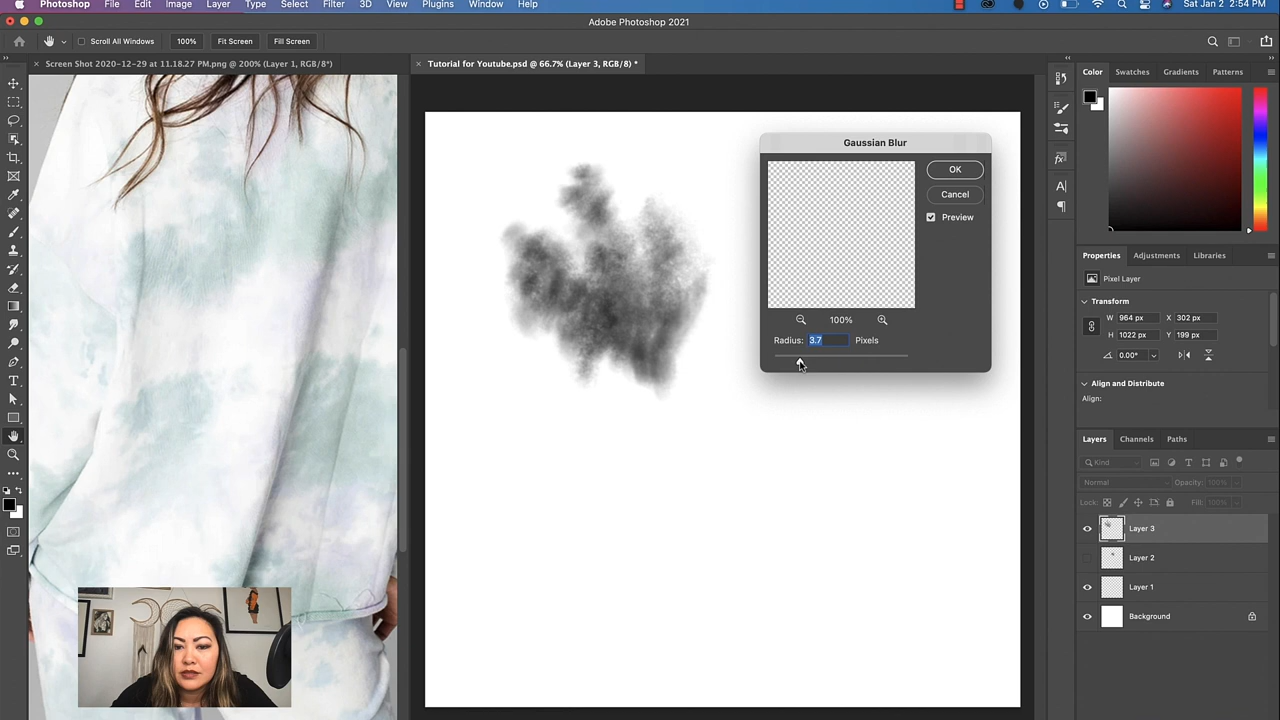 Photoshop File Edit Image Layer Type Select Filter 3D View Plugins Window Help Sat Jan 2 2:54 PM
Adobe Photoshop 2021
Scroll All Windows 100% Fit Screen Fill Screen
Screen Shot 2020-12-29 at 11.18.27 PM.png @ 200% (Layer 1, RGB/8*)
Tutorial for Youtube.psd @ 66.7% (Layer 3, RGB/8) *
Gaussian Blur
OK
Cancel
Preview
100%
Radius: 3.7 Pixels
Color Swatches Gradients Patterns
Properties Adjustments Libraries
Pixel Layer
Transform
W 964 px X 302 px
H 1022 px Y 199 px
0.00°
Align and Distribute
Align:
Layers Channels Paths
Kind
Normal Opacity: 100%
Lock: Fill: 100%
Layer 3
Layer 2
Layer 1
Background